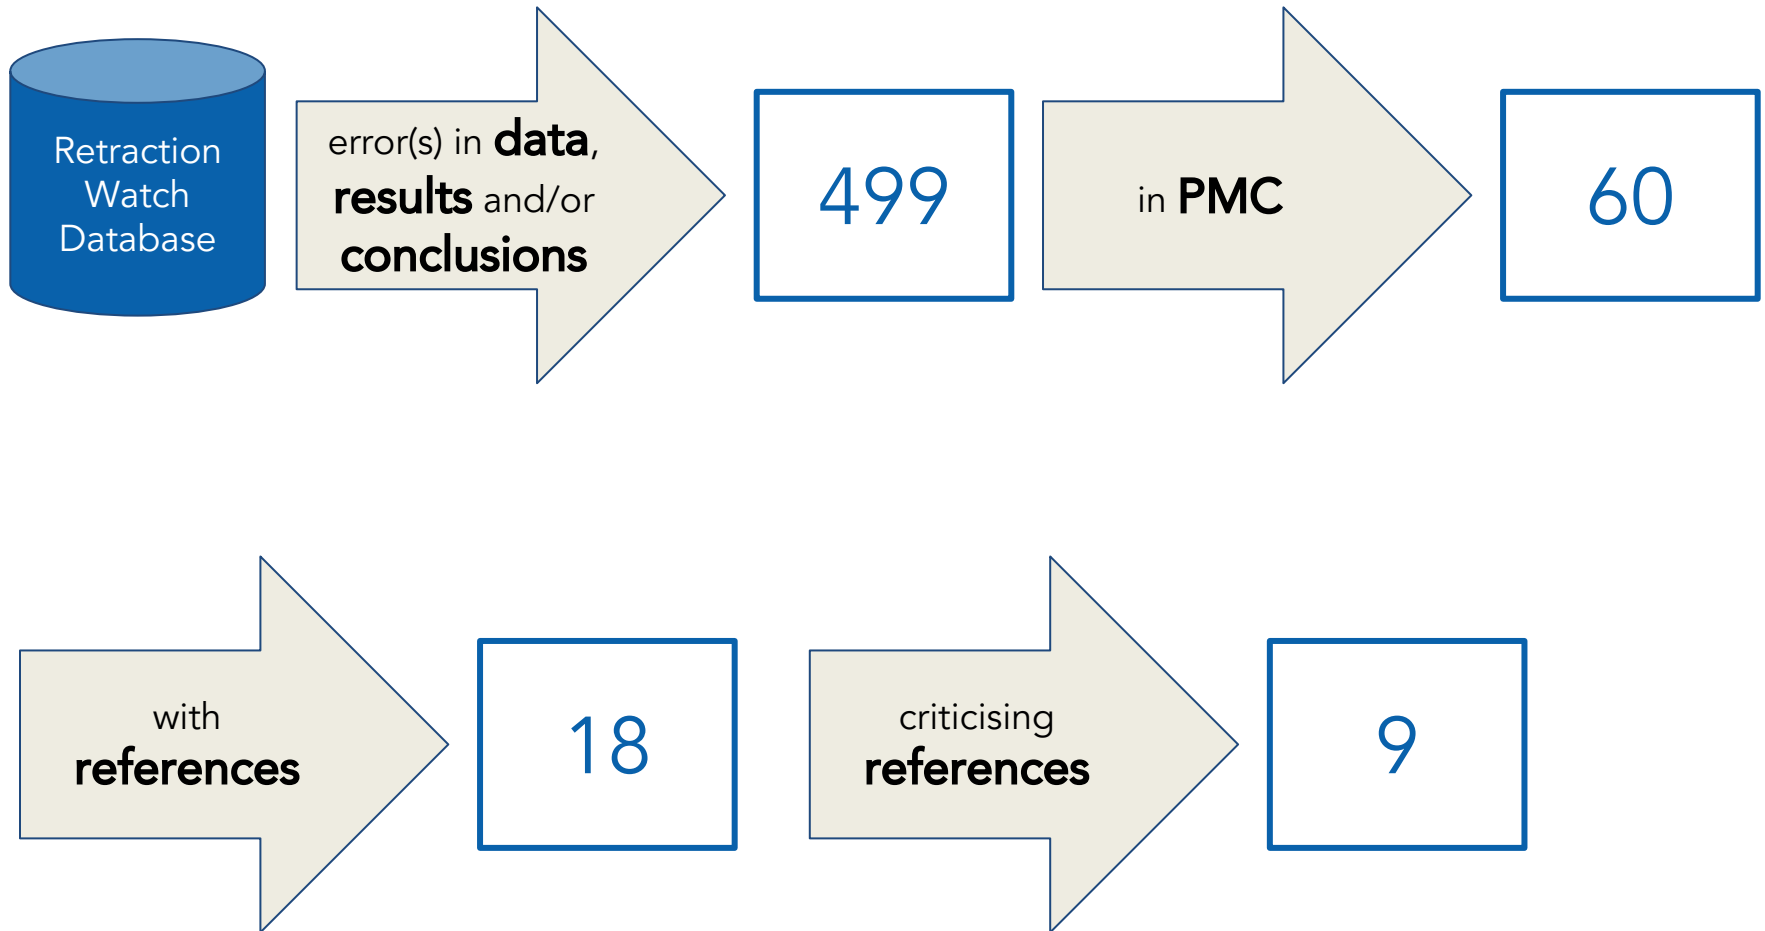 Retraction
Watch
Database
error(s) in data,
results and/or
conclusions
499
in PMC
60
with
references
18
criticising
references
9